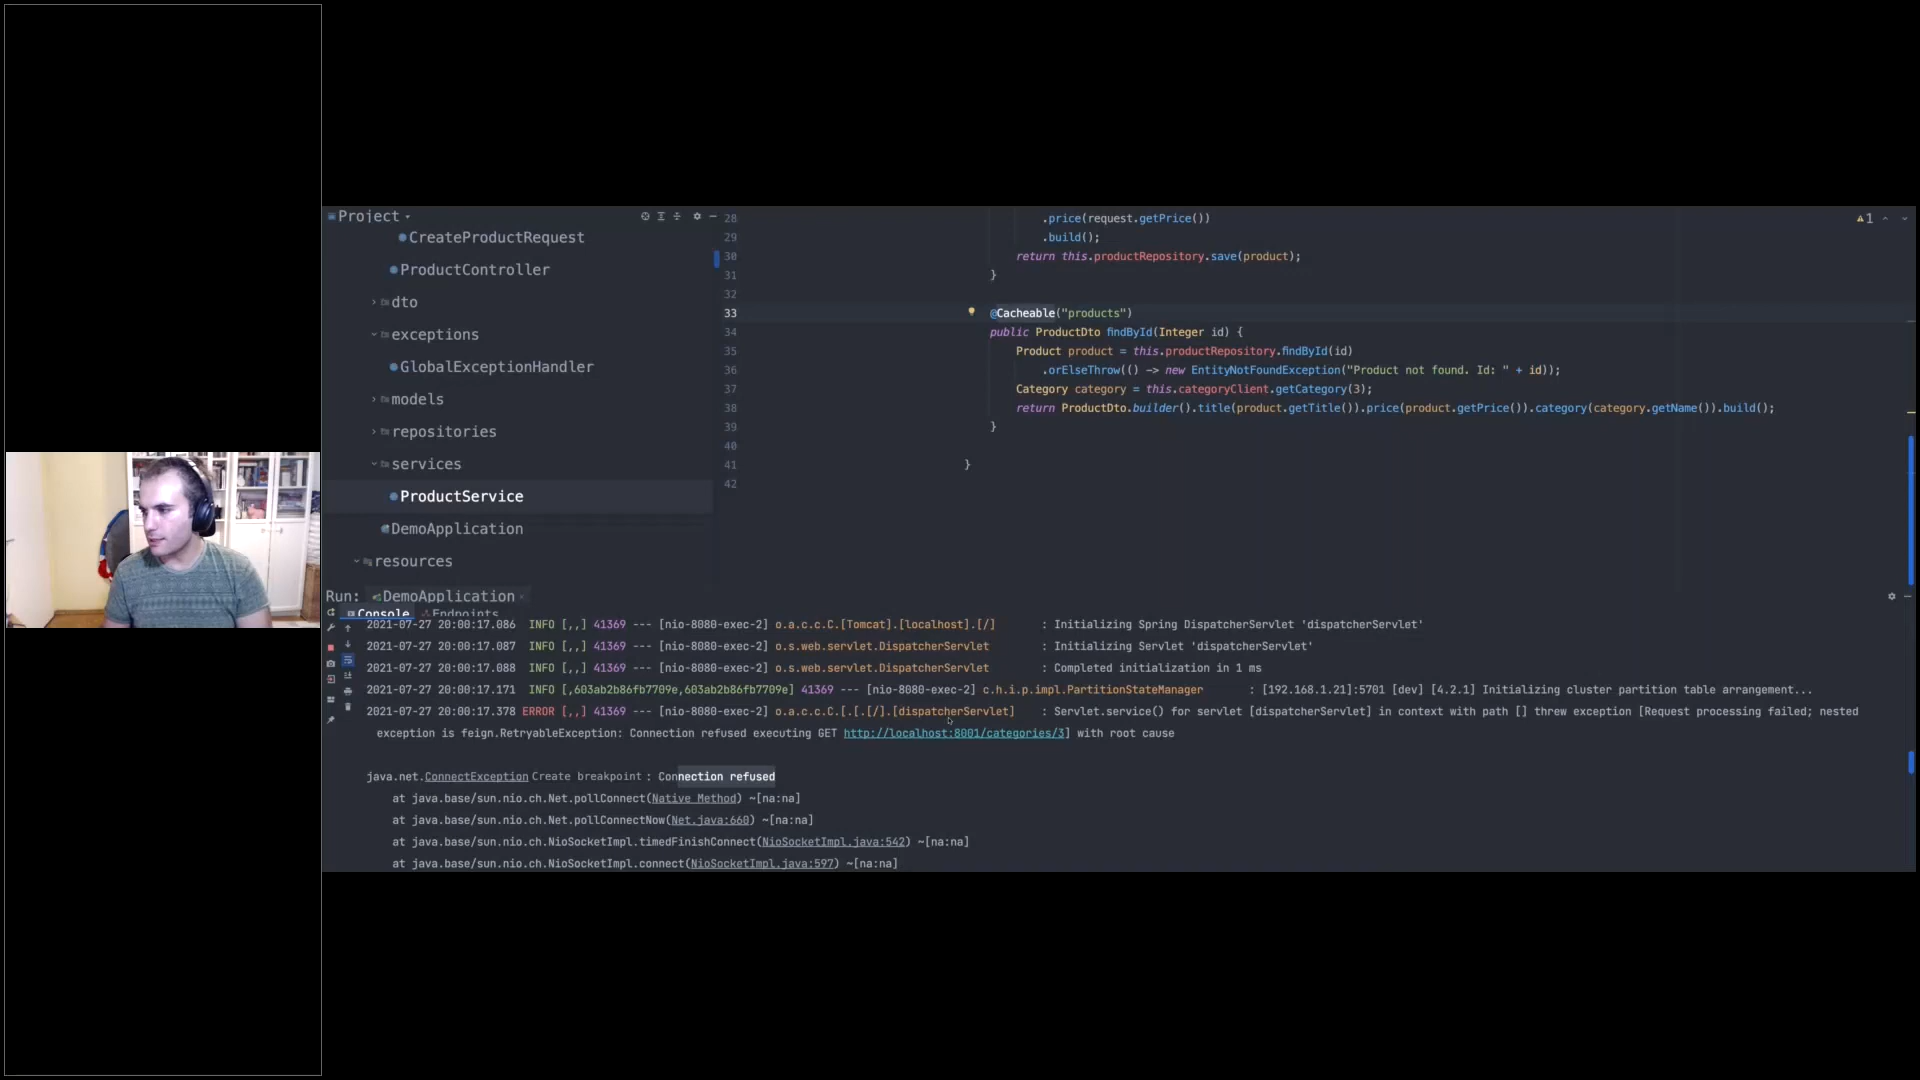 Project
CreateProductRequest
ProductController
dto
exceptions
GlobalExceptionHandler
models
repositories
services
ProductService
DemoApplication
resources
1
28 .price(request.getPrice())
29 .build();
30 return this.productRepository.save(product);
31 }
32
33 @Cacheable("products")
34 public ProductDto findById(Integer id) {
35 Product product = this.productRepository.findById(id)
36 .orElseThrow(() -> new EntityNotFoundException("Product not found. Id: " + id));
37 Category category = this.categoryClient.getCategory(3);
38 return ProductDto.builder().title(product.getTitle()).price(product.getPrice()).category(category.getName()).build();
39 }
40
41 }
42
Run: DemoApplication
Console Endpoints
2021-07-27 20:00:17.086 INFO [,,] 41369 --- [nio-8080-exec-2] o.a.c.c.C.[Tomcat].[localhost].[/] : Initializing Spring DispatcherServlet 'dispatcherServlet'
2021-07-27 20:00:17.087 INFO [,,] 41369 --- [nio-8080-exec-2] o.s.web.servlet.DispatcherServlet : Initializing Servlet 'dispatcherServlet'
2021-07-27 20:00:17.088 INFO [,,] 41369 --- [nio-8080-exec-2] o.s.web.servlet.DispatcherServlet : Completed initialization in 1 ms
2021-07-27 20:00:17.171 INFO [,603ab2b86fb7709e,603ab2b86fb7709e] 41369 --- [nio-8080-exec-2] c.h.i.p.impl.PartitionStateManager : [192.168.1.21]:5701 [dev] [4.2.1] Initializing cluster partition table arrangement...
2021-07-27 20:00:17.378 ERROR [,,] 41369 --- [nio-8080-exec-2] o.a.c.c.C.[.[.[/].[dispatcherServlet] : Servlet.service() for servlet [dispatcherServlet] in context with path [] threw exception [Request processing failed; nested
exception is feign.RetryableException: Connection refused executing GET http://localhost:8001/categories/3] with root cause
java.net.ConnectException Create breakpoint : Connection refused
at java.base/sun.nio.ch.Net.pollConnect(Native Method) ~[na:na]
at java.base/sun.nio.ch.Net.pollConnectNow(Net.java:660) ~[na:na]
at java.base/sun.nio.ch.NioSocketImpl.timedFinishConnect(NioSocketImpl.java:542) ~[na:na]
at java.base/sun.nio.ch.NioSocketImpl.connect(NioSocketImpl.java:597) ~[na:na]